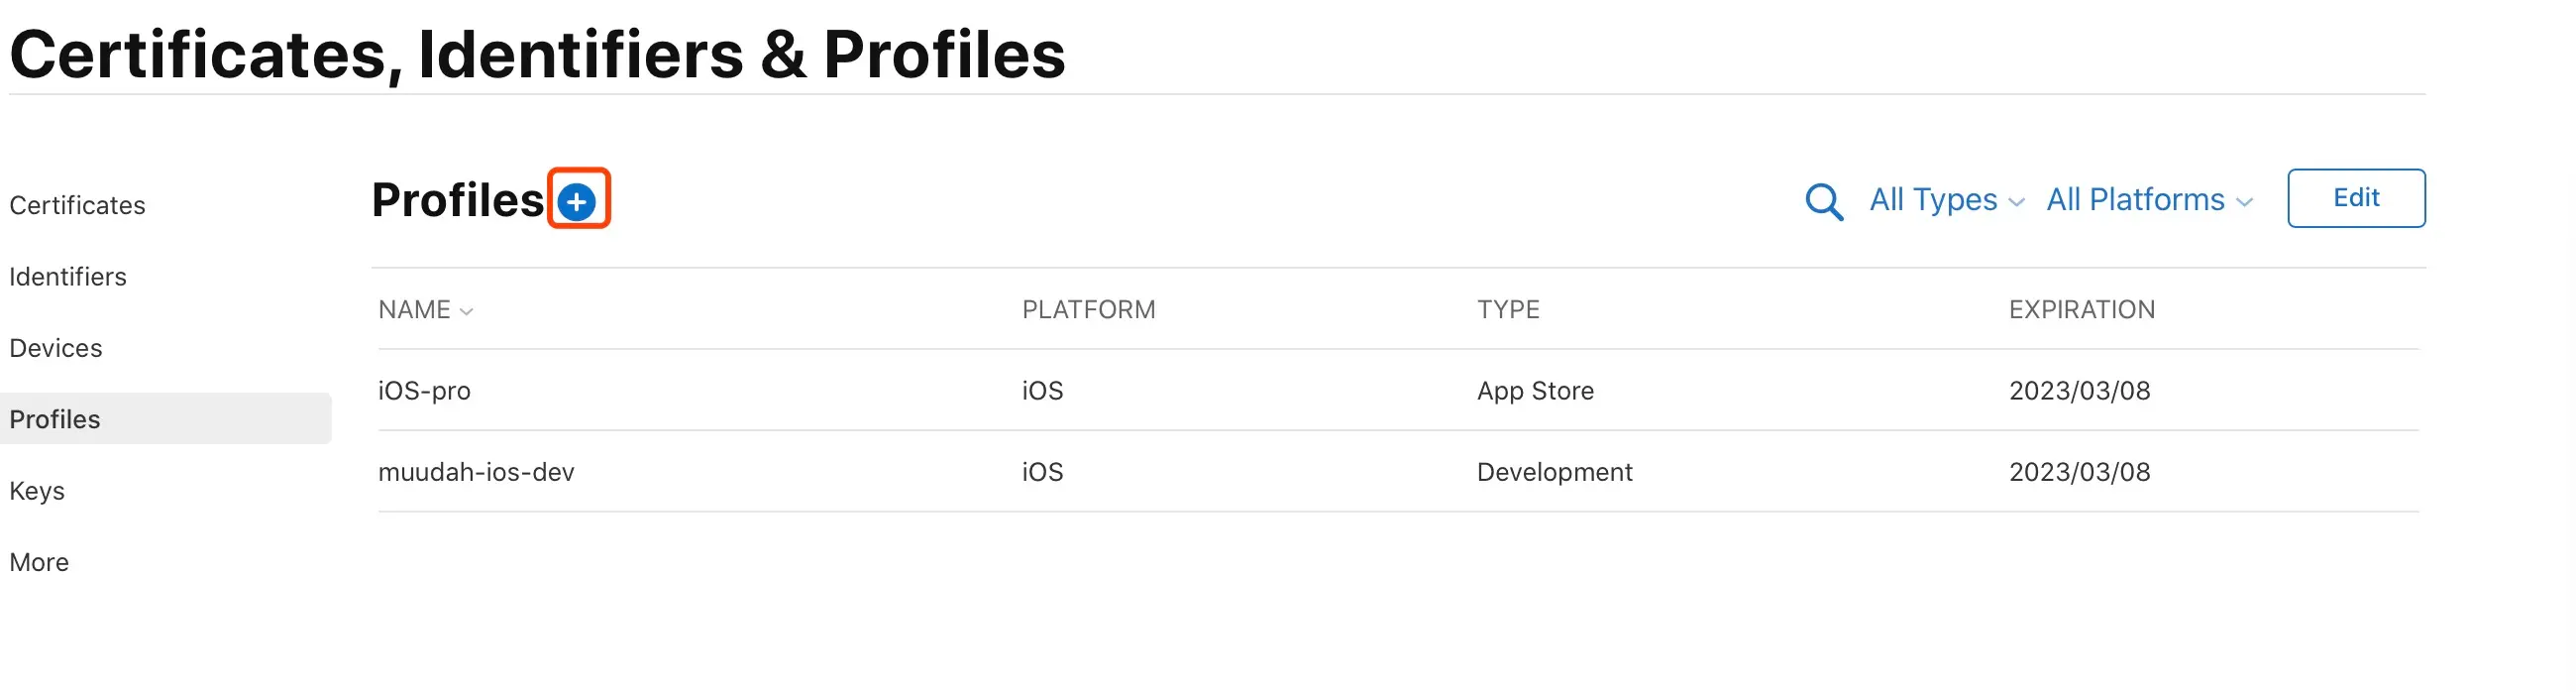 Certificates, Identifiers & Profiles
Certificates
Identifiers
Devices
Profiles
Keys
More
Profiles
All Types
All Platforms
Edit
NAME PLATFORM TYPE EXPIRATION
iOS-pro iOS App Store 2023/03/08
muudah-ios-dev iOS Development 2023/03/08